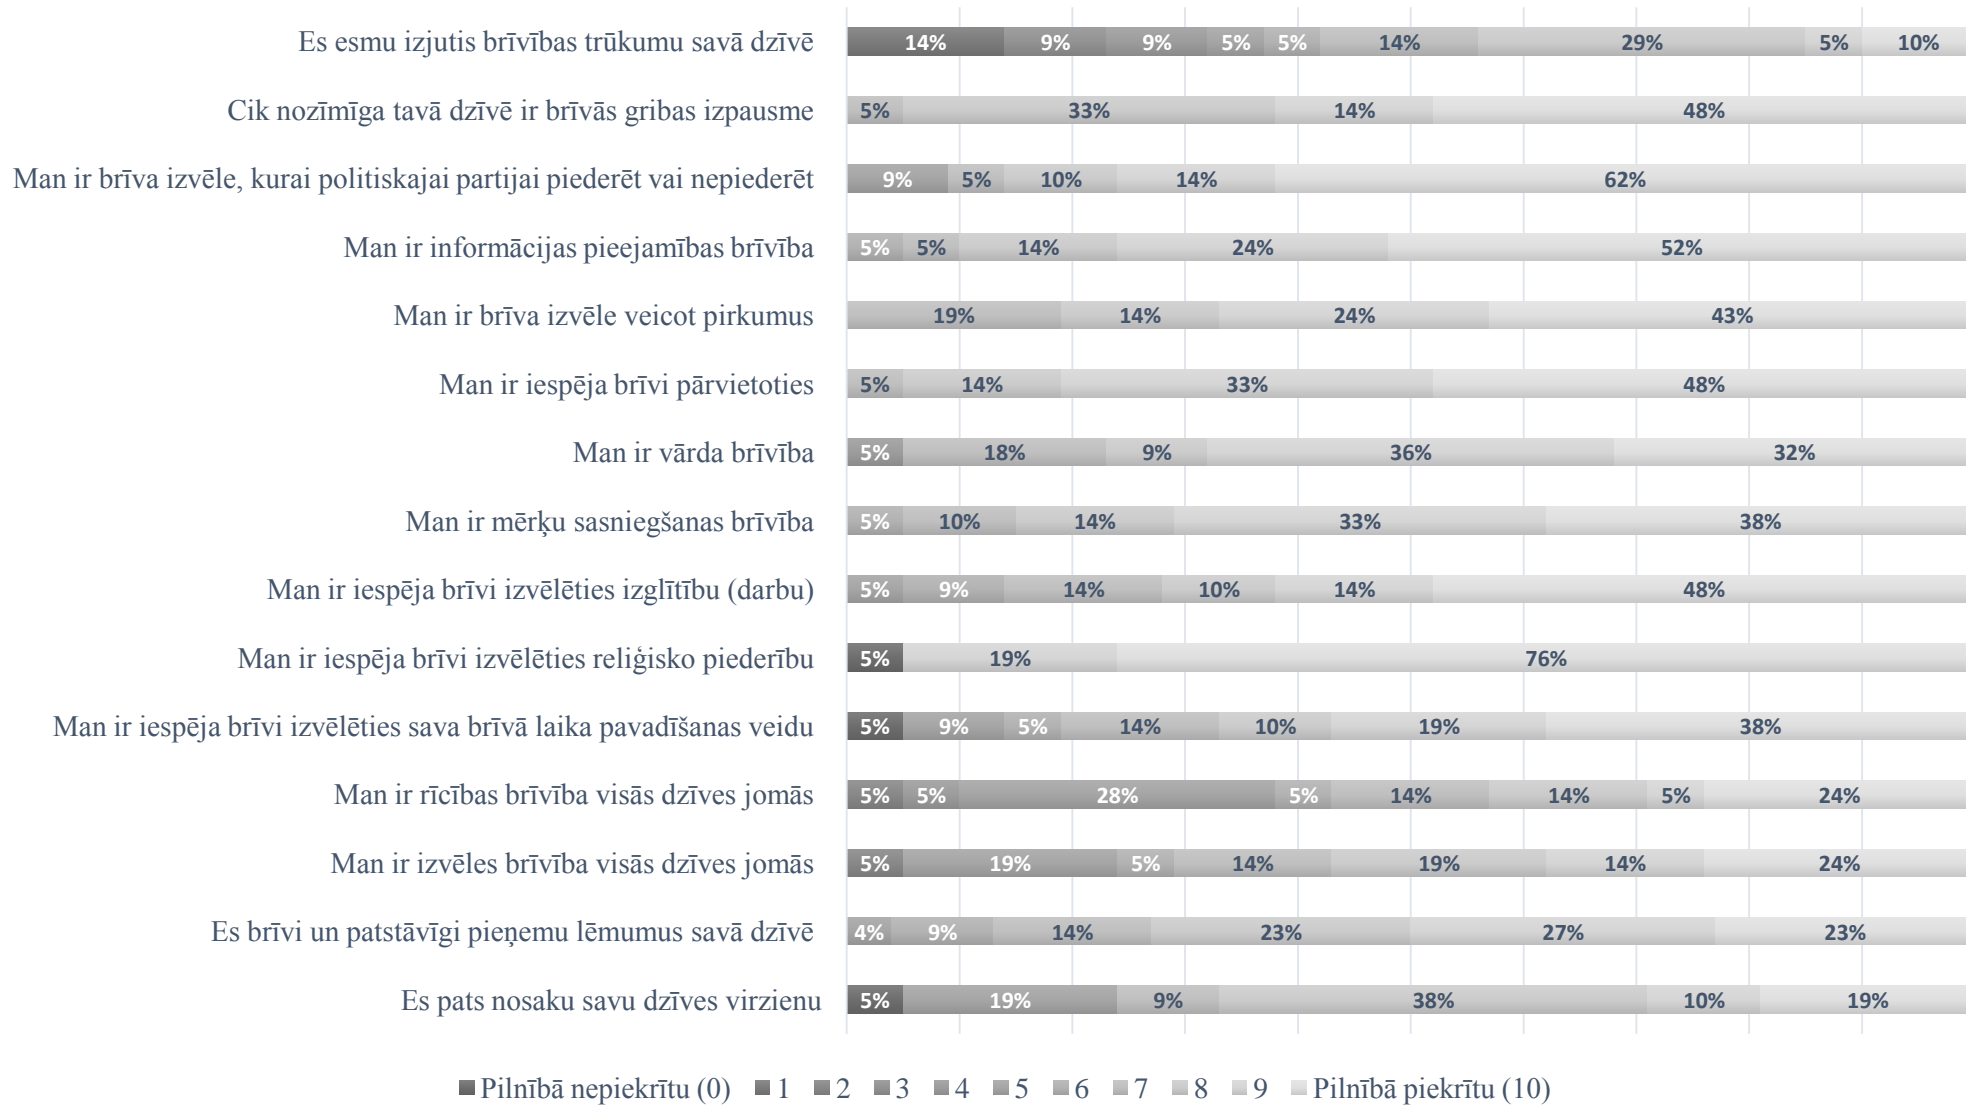 Es esmu izjutis brīvības trūkumu savā dzīvē 14% 9% 9% 5% 5% 14% 29% 5% 10%
Cik nozīmīga tavā dzīvē ir brīvās gribas izpausme 5% 33% 14% 48%
Man ir brīva izvēle, kurai politiskajai partijai piederēt vai nepiederēt 9% 5% 10% 14% 62%
Man ir informācijas pieejamības brīvība 5% 5% 14% 24% 52%
Man ir brīva izvēle veicot pirkumus 19% 14% 24% 43%
Man ir iespēja brīvi pārvietoties 5% 14% 33% 48%
Man ir vārda brīvība 5% 18% 9% 36% 32%
Man ir mērķu sasniegšanas brīvība 5% 10% 14% 33% 38%
Man ir iespēja brīvi izvēlēties izglītību (darbu) 5% 9% 14% 10% 14% 48%
Man ir iespēja brīvi izvēlēties reliģisko piederību 5% 19% 76%
Man ir iespēja brīvi izvēlēties sava brīvā laika pavadīšanas veidu 5% 9% 5% 14% 10% 19% 38%
Man ir rīcības brīvība visās dzīves jomās 5% 5% 28% 5% 14% 14% 5% 24%
Man ir izvēles brīvība visās dzīves jomās 5% 19% 5% 14% 19% 14% 24%
Es brīvi un patstāvīgi pieņemu lēmumus savā dzīvē 4% 9% 14% 23% 27% 23%
Es pats nosaku savu dzīves virzienu 5% 19% 9% 38% 10% 19%
Pilnībā nepiekrītu (0) 1 2 3 4 5 6 7 8 9 Pilnībā piekrītu (10)